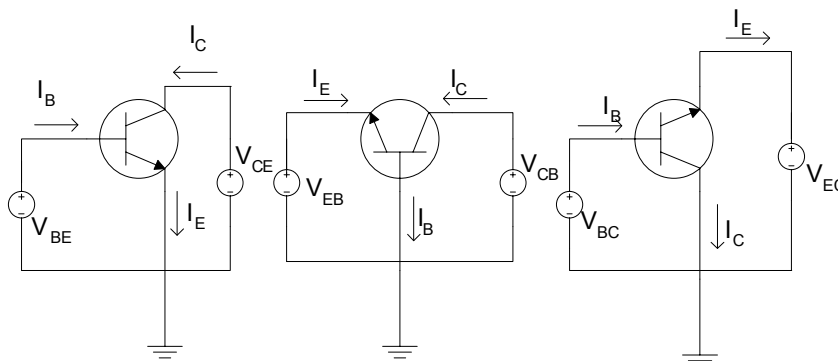 I_B
I_C
V_BE
V_CE
I_E
I_E
I_C
V_EB
V_CB
I_B
I_E
I_B
V_BC
V_EC
I_C